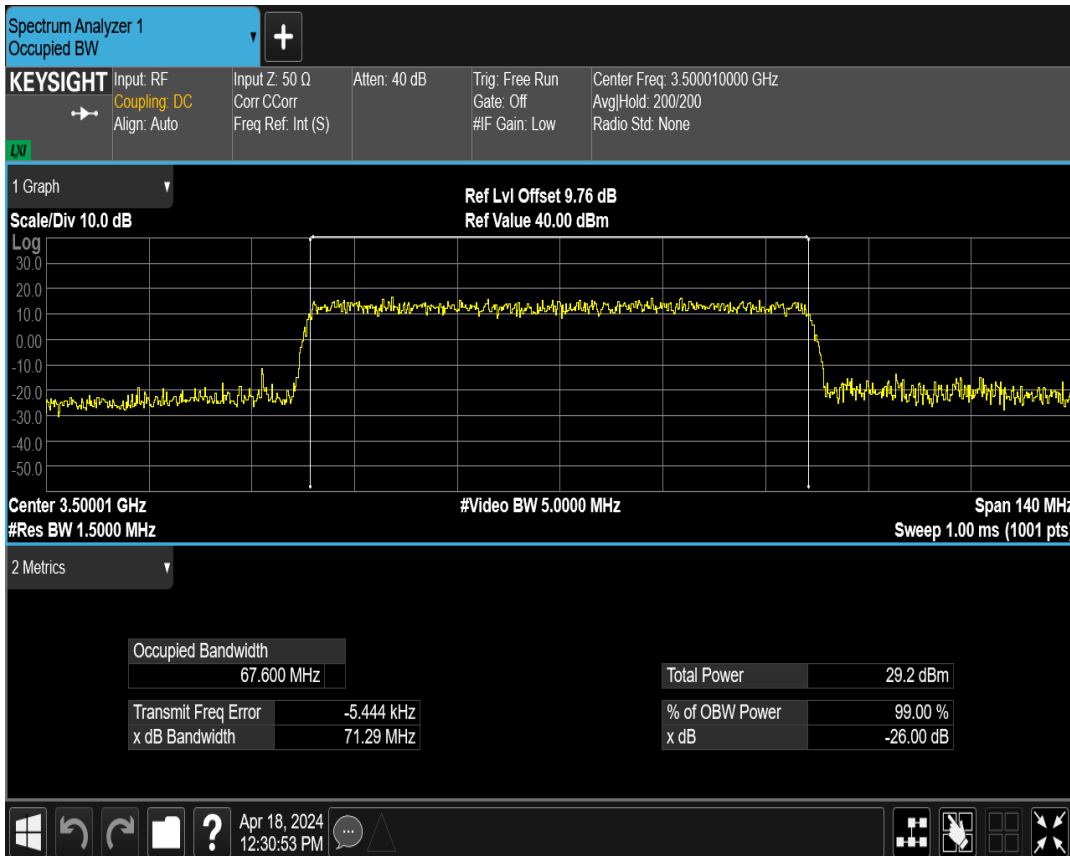 Spectrum Analyzer 1
Occupied BW
+
KEYSIGHT
LXI
Input: RF
Coupling: DC
Align: Auto
Input Z: 50 Ω
Corr CCorr
Freq Ref: Int (S)
Atten: 40 dB
Trig: Free Run
Gate: Off
#IF Gain: Low
Center Freq: 3.500010000 GHz
Avg|Hold: 200/200
Radio Std: None
1 Graph
Scale/Div 10.0 dB
Ref Lvl Offset 9.76 dB
Ref Value 40.00 dBm
Log
30.0
20.0
10.0
0.00
-10.0
-20.0
-30.0
-40.0
-50.0
Center 3.50001 GHz
#Video BW 5.0000 MHz
Span 140 MHz
#Res BW 1.5000 MHz
Sweep 1.00 ms (1001 pts)
2 Metrics
Occupied Bandwidth
67.600 MHz
Total Power 29.2 dBm
Transmit Freq Error -5.444 kHz
% of OBW Power 99.00 %
x dB Bandwidth 71.29 MHz
x dB -26.00 dB
?
Apr 18, 2024
12:30:53 PM